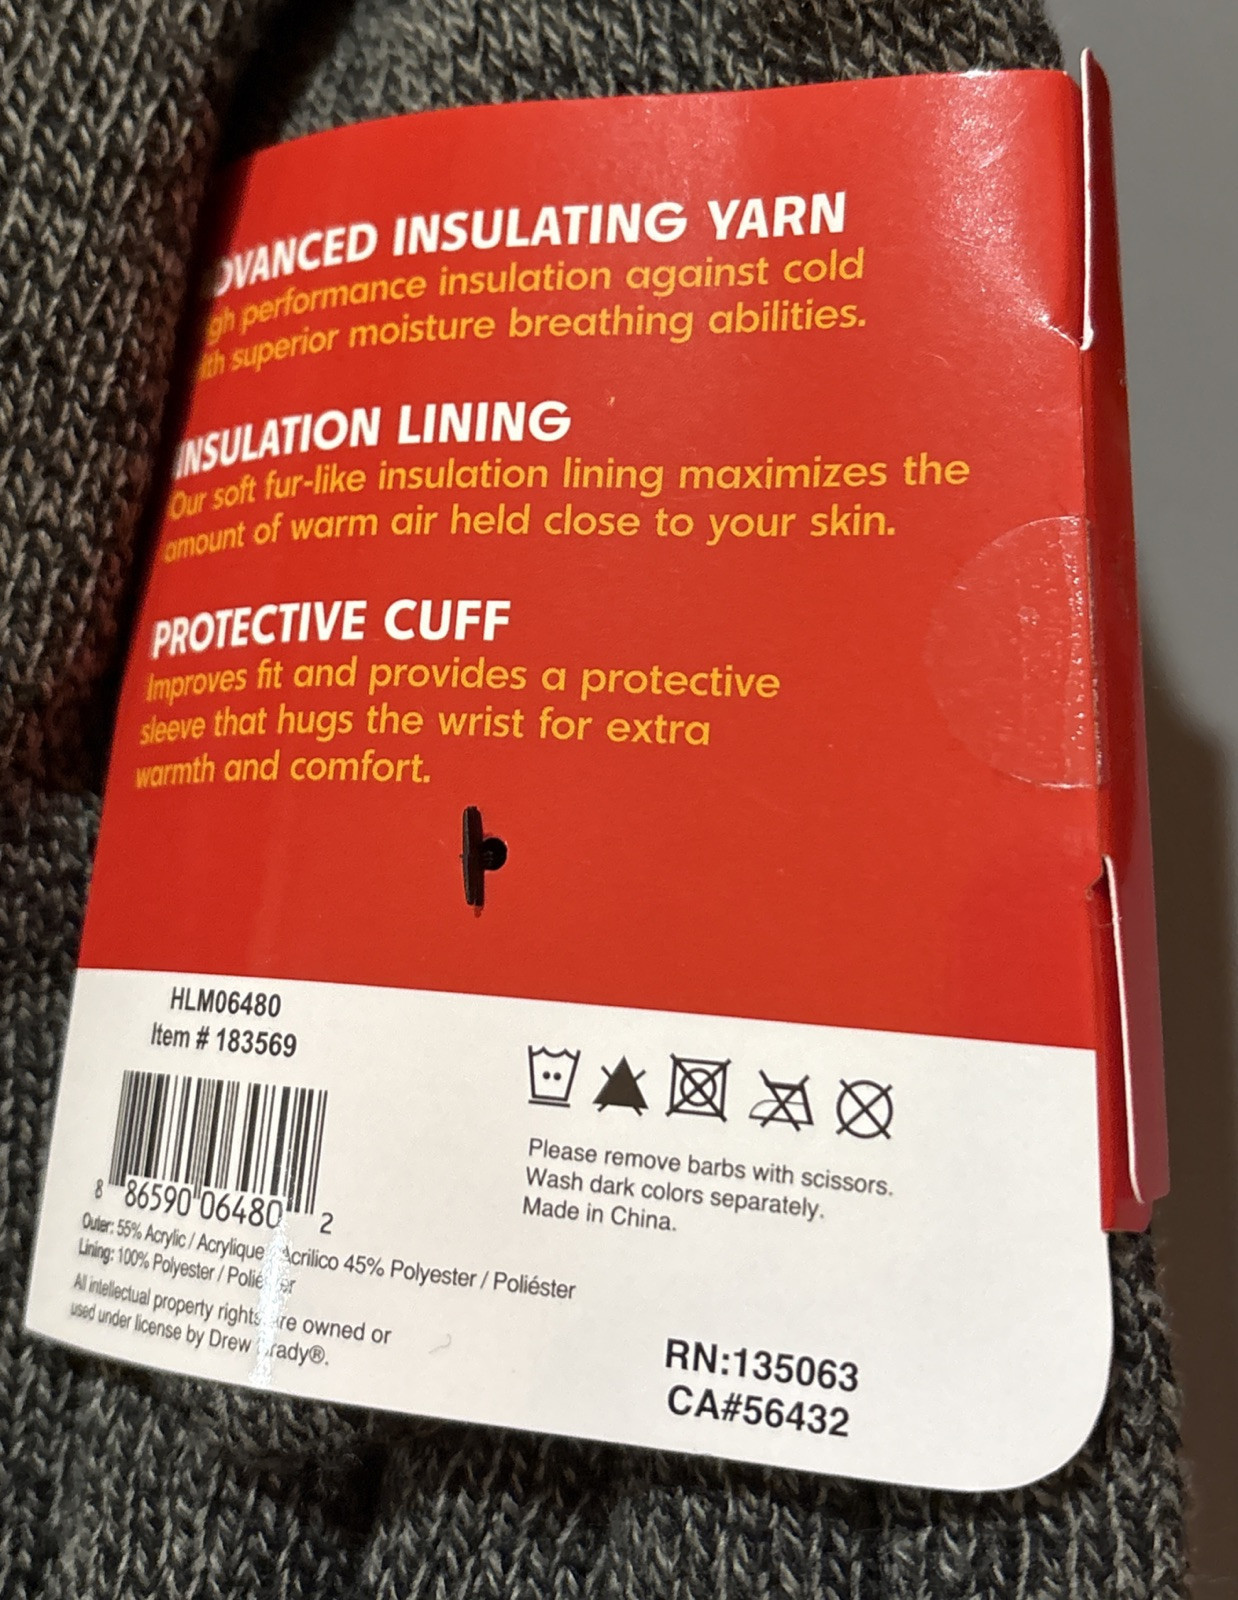 DVANCED INSULATING YARN
gh performance insulation against cold
ith superior moisture breathing abilities.
INSULATION LINING
Our soft fur-like insulation lining maximizes the
amount of warm air held close to your skin.
PROTECTIVE CUFF
Improves fit and provides a protective
sleeve that hugs the wrist for extra
warmth and comfort.
HLM06480
Item # 183569
8 86590 06480 2
Outer: 55% Acrylic / Acrylique Acrilico 45% Polyester / Poliéster
Lining: 100% Polyester / Polié er
All intellectual property rights are owned or
used under license by Drew rady®.
Please remove barbs with scissors.
Wash dark colors separately.
Made in China.
RN:135063
CA#56432